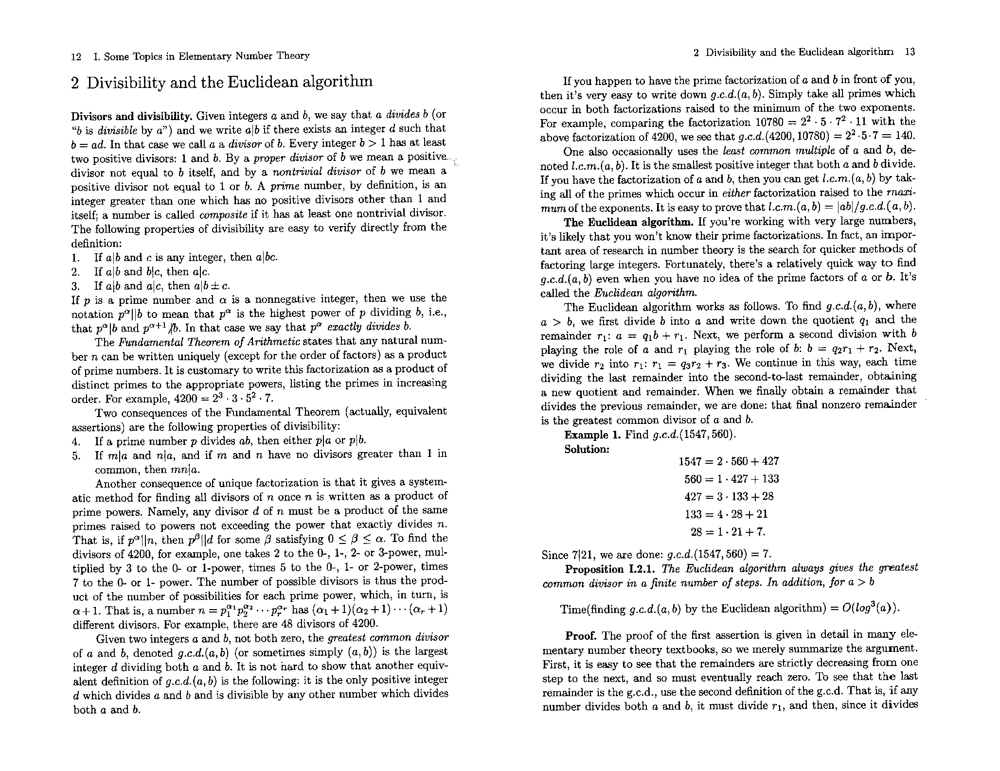 12 I. Some Topics in Elementary Number Theory
2 Divisibility and the Euclidean algorithm
Divisors and divisibility. Given integers a and b, we say that a divides b (or
“b is divisible by a”) and we write a|b if there exists an integer d such that
b = ad. In that case we call a a divisor of b. Every integer b > 1 has at least
two positive divisors: 1 and b. By a proper divisor of b we mean a positive
divisor not equal to b itself, and by a nontrivial divisor of b we mean a
positive divisor not equal to 1 or b. A prime number, by definition, is an
integer greater than one which has no positive divisors other than 1 and
itself; a number is called composite if it has at least one nontrivial divisor.
The following properties of divisibility are easy to verify directly from the
definition:
1. If a|b and c is any integer, then a|bc.
2. If a|b and b|c, then a|c.
3. If a|b and a|c, then a|b ± c.
If p is a prime number and α is a nonnegative integer, then we use the
notation p^α||b to mean that p^α is the highest power of p dividing b, i.e.,
that p^α|b and p^{α+1} ∤b. In that case we say that p^α exactly divides b.
The Fundamental Theorem of Arithmetic states that any natural num-
ber n can be written uniquely (except for the order of factors) as a product
of prime numbers. It is customary to write this factorization as a product of
distinct primes to the appropriate powers, listing the primes in increasing
order. For example, 4200 = 2³ · 3 · 5² · 7.
Two consequences of the Fundamental Theorem (actually, equivalent
assertions) are the following properties of divisibility:
4. If a prime number p divides ab, then either p|a or p|b.
5. If m|a and n|a, and if m and n have no divisors greater than 1 in
common, then mn|a.
Another consequence of unique factorization is that it gives a system-
atic method for finding all divisors of n once n is written as a product of
prime powers. Namely, any divisor d of n must be a product of the same
primes raised to powers not exceeding the power that exactly divides n.
That is, if p^α||n, then p^β||d for some β satisfying 0 ≤ β ≤ α. To find the
divisors of 4200, for example, one takes 2 to the 0-, 1-, 2- or 3-power, mul-
tiplied by 3 to the 0- or 1-power, times 5 to the 0-, 1- or 2-power, times
7 to the 0- or 1- power. The number of possible divisors is thus the prod-
uct of the number of possibilities for each prime power, which, in turn, is
α + 1. That is, a number n = p₁^{α₁}p₂^{α₂} ··· p_r^{α_r} has (α₁ + 1)(α₂ + 1) ··· (α_r + 1)
different divisors. For example, there are 48 divisors of 4200.
Given two integers a and b, not both zero, the greatest common divisor
of a and b, denoted g.c.d.(a, b) (or sometimes simply (a, b)) is the largest
integer d dividing both a and b. It is not hard to show that another equiv-
alent definition of g.c.d.(a, b) is the following: it is the only positive integer
d which divides a and b and is divisible by any other number which divides
both a and b.
2 Divisibility and the Euclidean algorithm 13
If you happen to have the prime factorization of a and b in front of you,
then it's very easy to write down g.c.d.(a, b). Simply take all primes which
occur in both factorizations raised to the minimum of the two exponents.
For example, comparing the factorization 10780 = 2² · 5 · 7² · 11 with the
above factorization of 4200, we see that g.c.d.(4200, 10780) = 2²·5·7 = 140.
One also occasionally uses the least common multiple of a and b, de-
noted l.c.m.(a, b). It is the smallest positive integer that both a and b divide.
If you have the factorization of a and b, then you can get l.c.m.(a, b) by tak-
ing all of the primes which occur in either factorization raised to the maxi-
mum of the exponents. It is easy to prove that l.c.m.(a, b) = |ab|/g.c.d.(a, b).
The Euclidean algorithm. If you're working with very large numbers,
it's likely that you won't know their prime factorizations. In fact, an impor-
tant area of research in number theory is the search for quicker methods of
factoring large integers. Fortunately, there's a relatively quick way to find
g.c.d.(a, b) even when you have no idea of the prime factors of a or b. It's
called the Euclidean algorithm.
The Euclidean algorithm works as follows. To find g.c.d.(a, b), where
a > b, we first divide b into a and write down the quotient q₁ and the
remainder r₁: a = q₁b + r₁. Next, we perform a second division with b
playing the role of a and r₁ playing the role of b: b = q₂r₁ + r₂. Next,
we divide r₂ into r₁: r₁ = q₃r₂ + r₃. We continue in this way, each time
dividing the last remainder into the second-to-last remainder, obtaining
a new quotient and remainder. When we finally obtain a remainder that
divides the previous remainder, we are done: that final nonzero remainder
is the greatest common divisor of a and b.
Example 1. Find g.c.d.(1547, 560).
Solution:
1547 = 2 · 560 + 427
560 = 1 · 427 + 133
427 = 3 · 133 + 28
133 = 4 · 28 + 21
28 = 1 · 21 + 7.
Since 7|21, we are done: g.c.d.(1547, 560) = 7.
Proposition I.2.1. The Euclidean algorithm always gives the greatest
common divisor in a finite number of steps. In addition, for a > b
Time(finding g.c.d.(a, b) by the Euclidean algorithm) = O(log³(a)).
Proof. The proof of the first assertion is given in detail in many ele-
mentary number theory textbooks, so we merely summarize the argument.
First, it is easy to see that the remainders are strictly decreasing from one
step to the next, and so must eventually reach zero. To see that the last
remainder is the g.c.d., use the second definition of the g.c.d. That is, if any
number divides both a and b, it must divide r₁, and then, since it divides